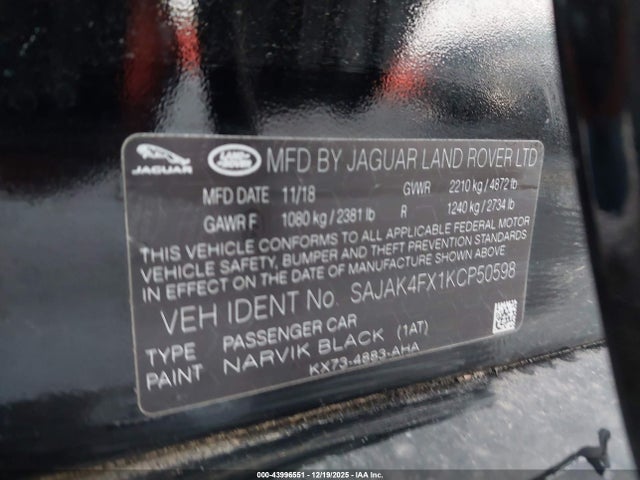 JAGUAR LAND ROVER MFD BY JAGUAR LAND ROVER LTD
MFD DATE 11/18 GVWR 2210 kg / 4872 lb
GAWR F 1080 kg / 2381 lb R 1240 kg / 2734 lb
THIS VEHICLE CONFORMS TO ALL APPLICABLE FEDERAL MOTOR
VEHICLE SAFETY, BUMPER AND THEFT PREVENTION STANDARDS
IN EFFECT ON THE DATE OF MANUFACTURE SHOWN ABOVE.
VEH IDENT No. SAJAK4FX1KCP50598
TYPE PASSENGER CAR
PAINT NARVIK BLACK (1AT)
KX73-4883-AHA
000-43996551 - 12/19/2025 - IAA Inc.